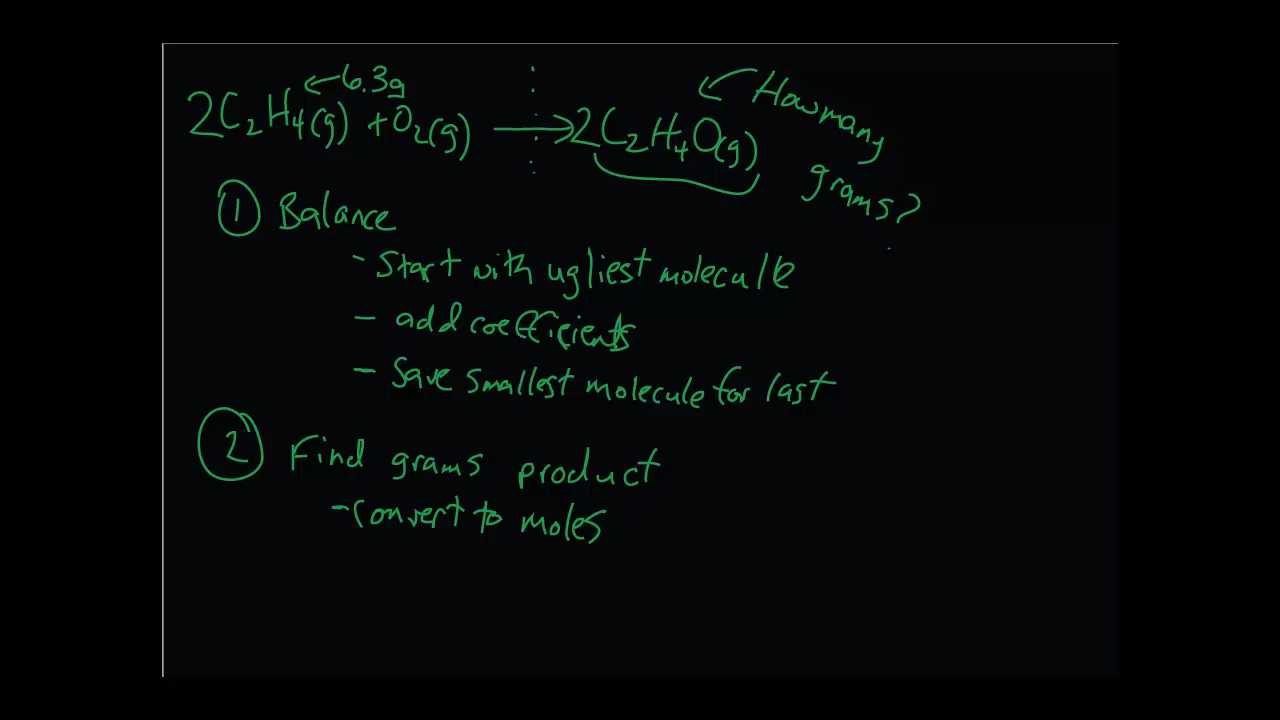 2C₂H₄(g) + O₂(g) → 2C₂H₄O(g)
← 6.3g
How many
grams?
① Balance
- Start with ugliest molecule
- add coefficients
- Save smallest molecule for last
② Find grams product
- Convert to moles